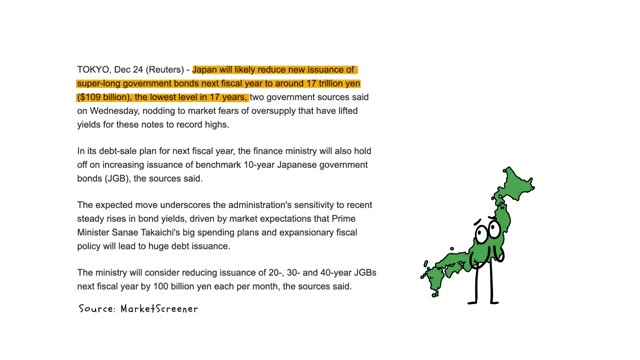 TOKYO, Dec 24 (Reuters) - Japan will likely reduce new issuance of
super-long government bonds next fiscal year to around 17 trillion yen
($109 billion), the lowest level in 17 years, two government sources said
on Wednesday, nodding to market fears of oversupply that have lifted
yields for these notes to record highs.
In its debt-sale plan for next fiscal year, the finance ministry will also hold
off on increasing issuance of benchmark 10-year Japanese government
bonds (JGB), the sources said.
The expected move underscores the administration's sensitivity to recent
steady rises in bond yields, driven by market expectations that Prime
Minister Sanae Takaichi's big spending plans and expansionary fiscal
policy will lead to huge debt issuance.
The ministry will consider reducing issuance of 20-, 30- and 40-year JGBs
next fiscal year by 100 billion yen each per month, the sources said.
Source: MarketScreener